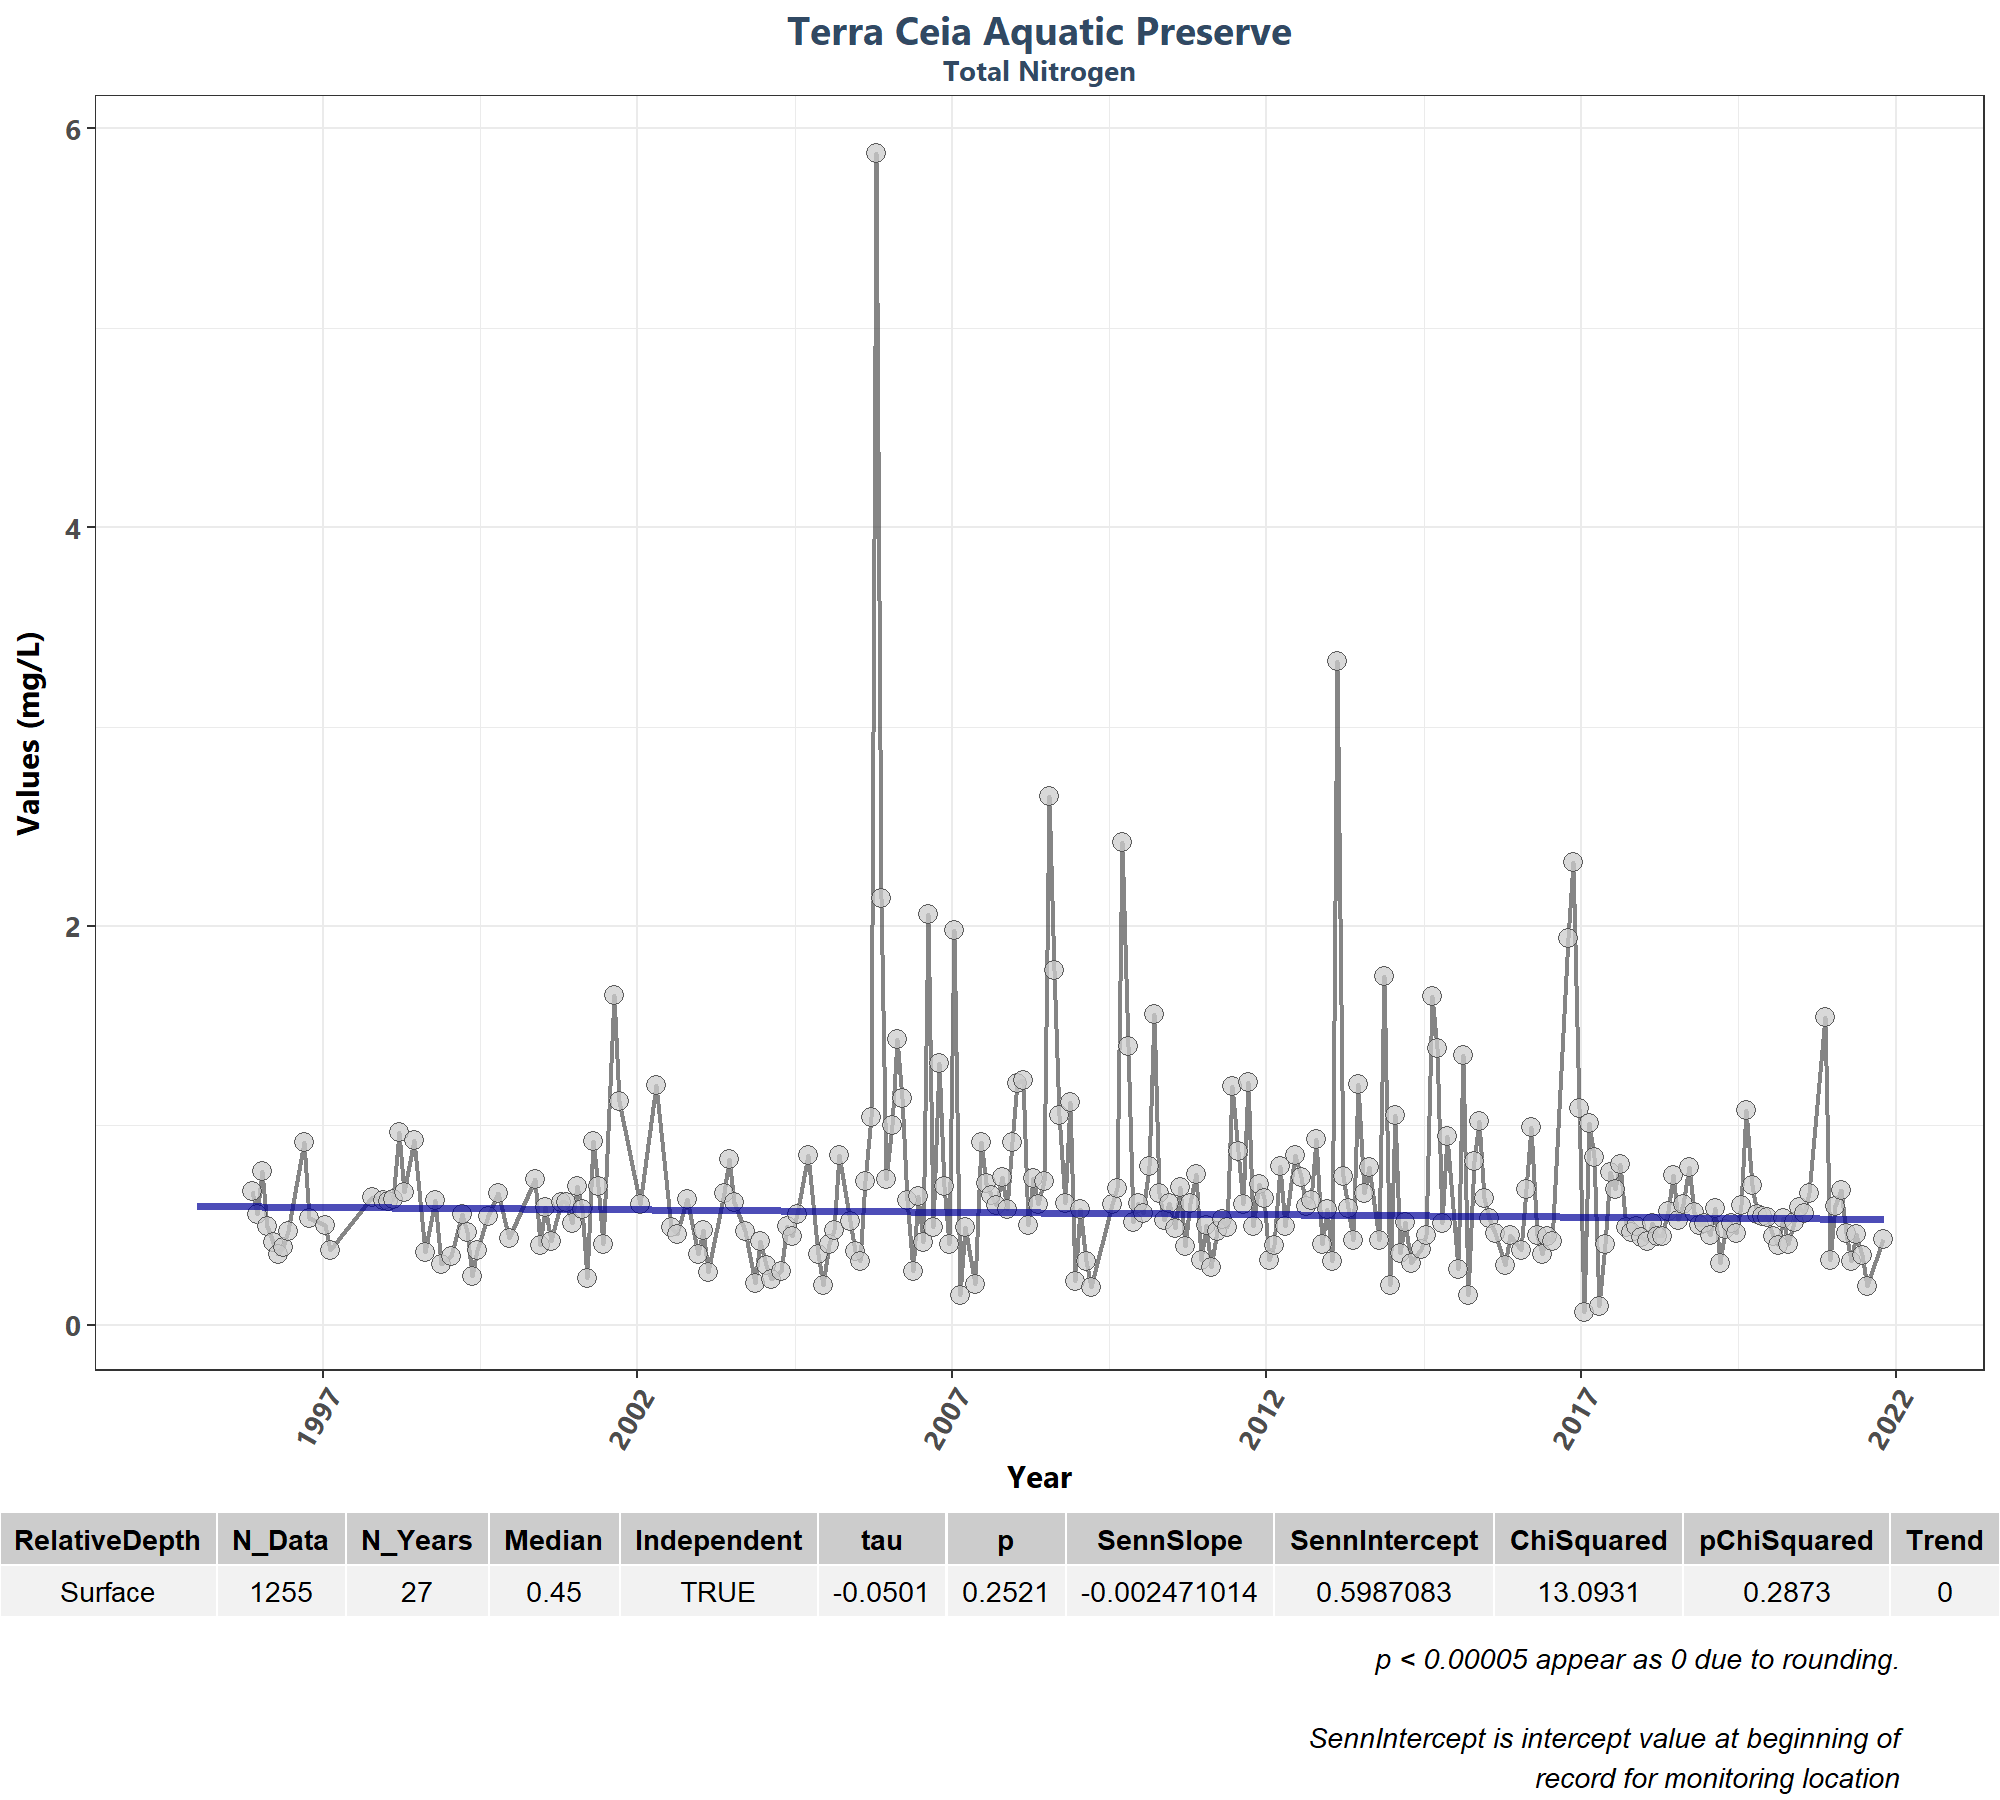 Terra Ceia Aquatic Preserve
Total Nitrogen
Values (mg/L)
6
4
2
0
1997 2002 2007 2012 2017 2022
Year
RelativeDepth N_Data N_Years Median Independent tau p SennSlope SennIntercept ChiSquared pChiSquared Trend
Surface 1255 27 0.45 TRUE -0.0501 0.2521 -0.002471014 0.5987083 13.0931 0.2873 0
p < 0.00005 appear as 0 due to rounding.
SennIntercept is intercept value at beginning of
record for monitoring location